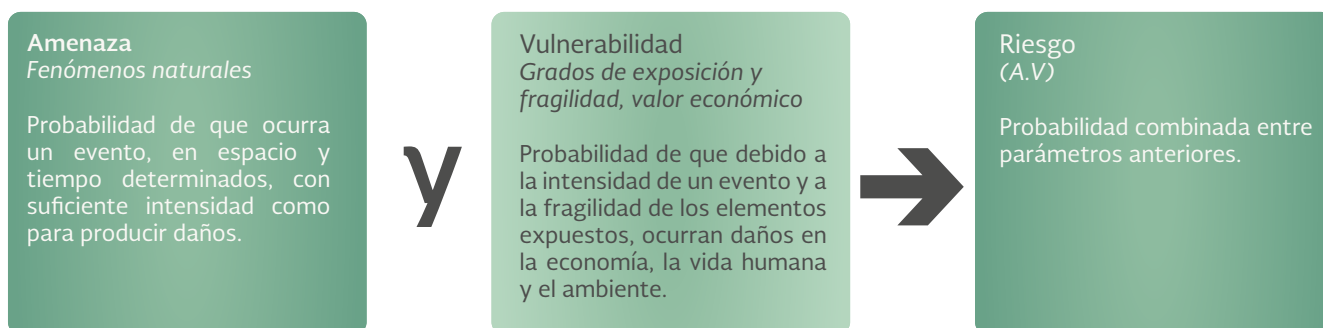 Amenaza
Fenómenos naturales
Probabilidad de que ocurra
un evento, en espacio y
tiempo determinados, con
suficiente intensidad como
para producir daños.
y
Vulnerabilidad
Grados de exposición y
fragilidad, valor económico
Probabilidad de que debido a
la intensidad de un evento y a
la fragilidad de los elementos
expuestos, ocurran daños en
la economía, la vida humana
y el ambiente.
Riesgo
(A.V)
Probabilidad combinada entre
parámetros anteriores.